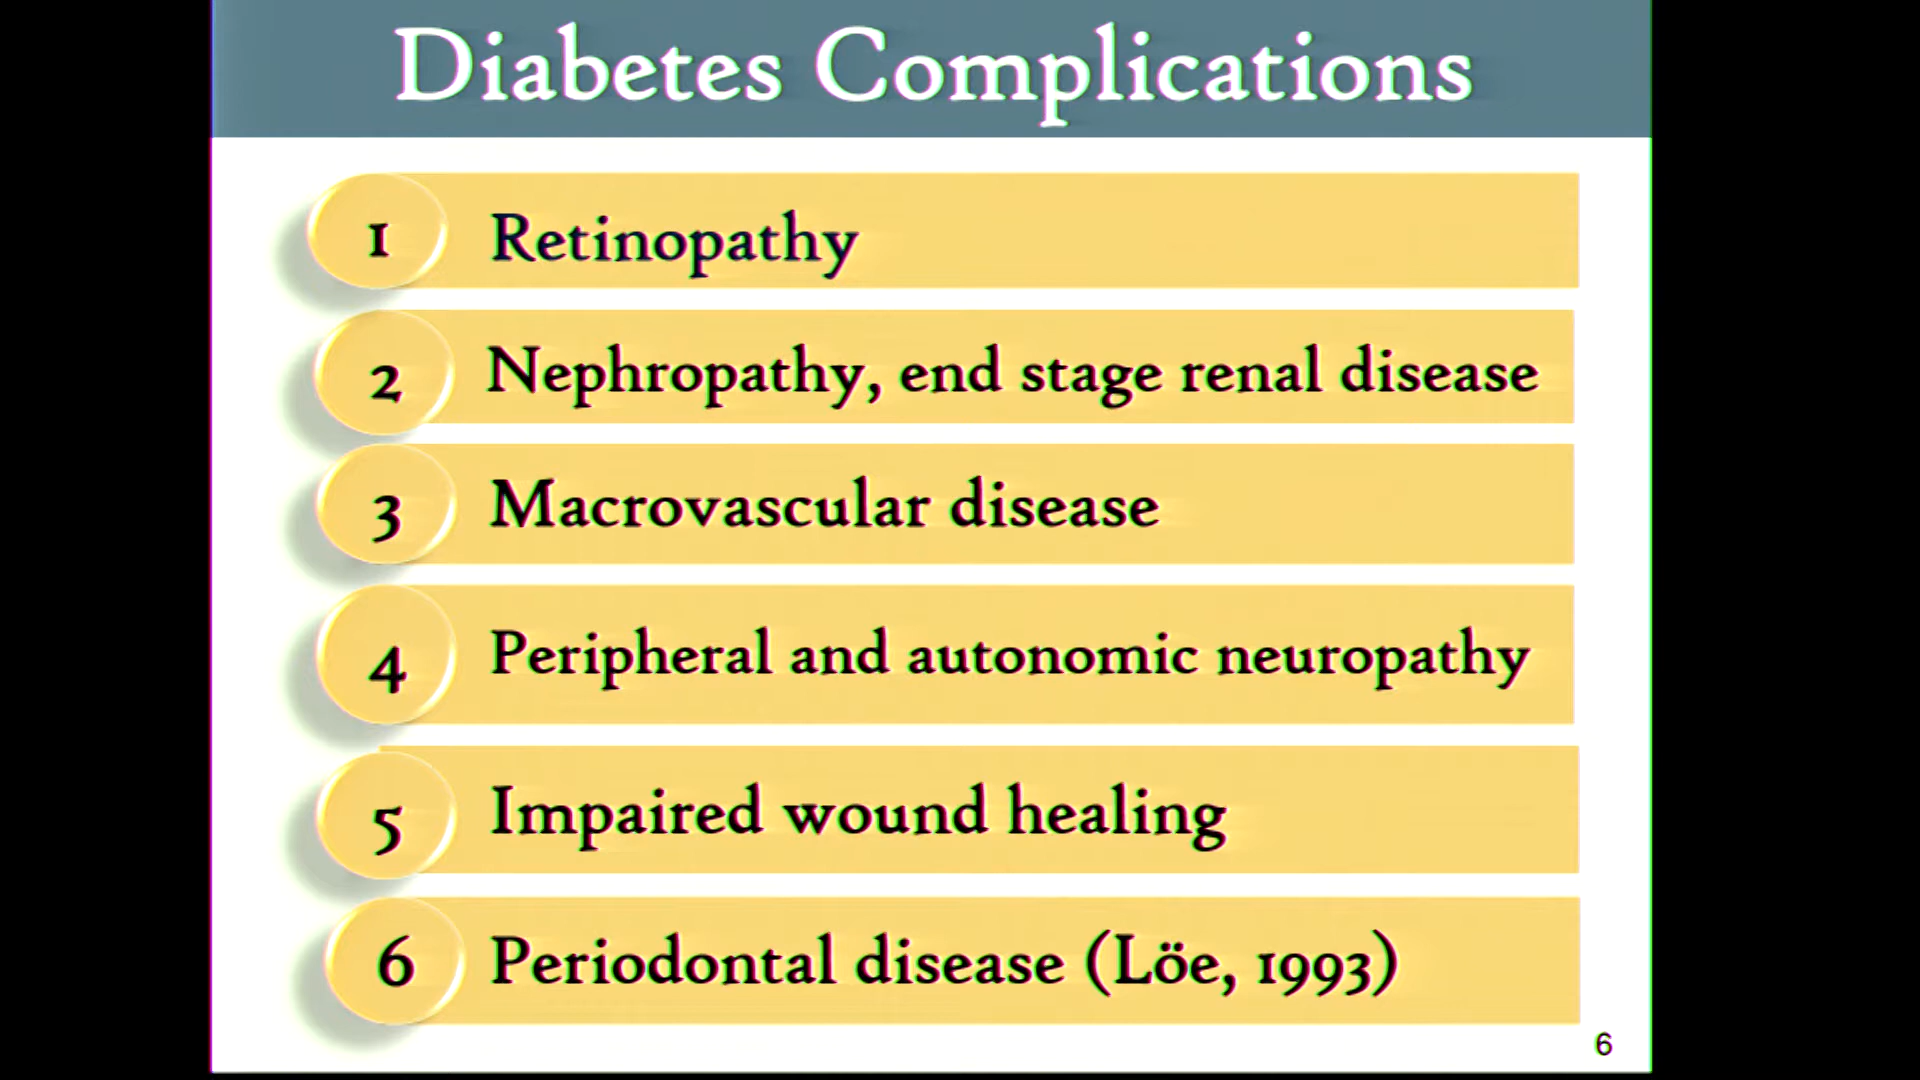 Diabetes Complications
1 Retinopathy
2 Nephropathy, end stage renal disease
3 Macrovascular disease
4 Peripheral and autonomic neuropathy
5 Impaired wound healing
6 Periodontal disease (Löe, 1993)
6